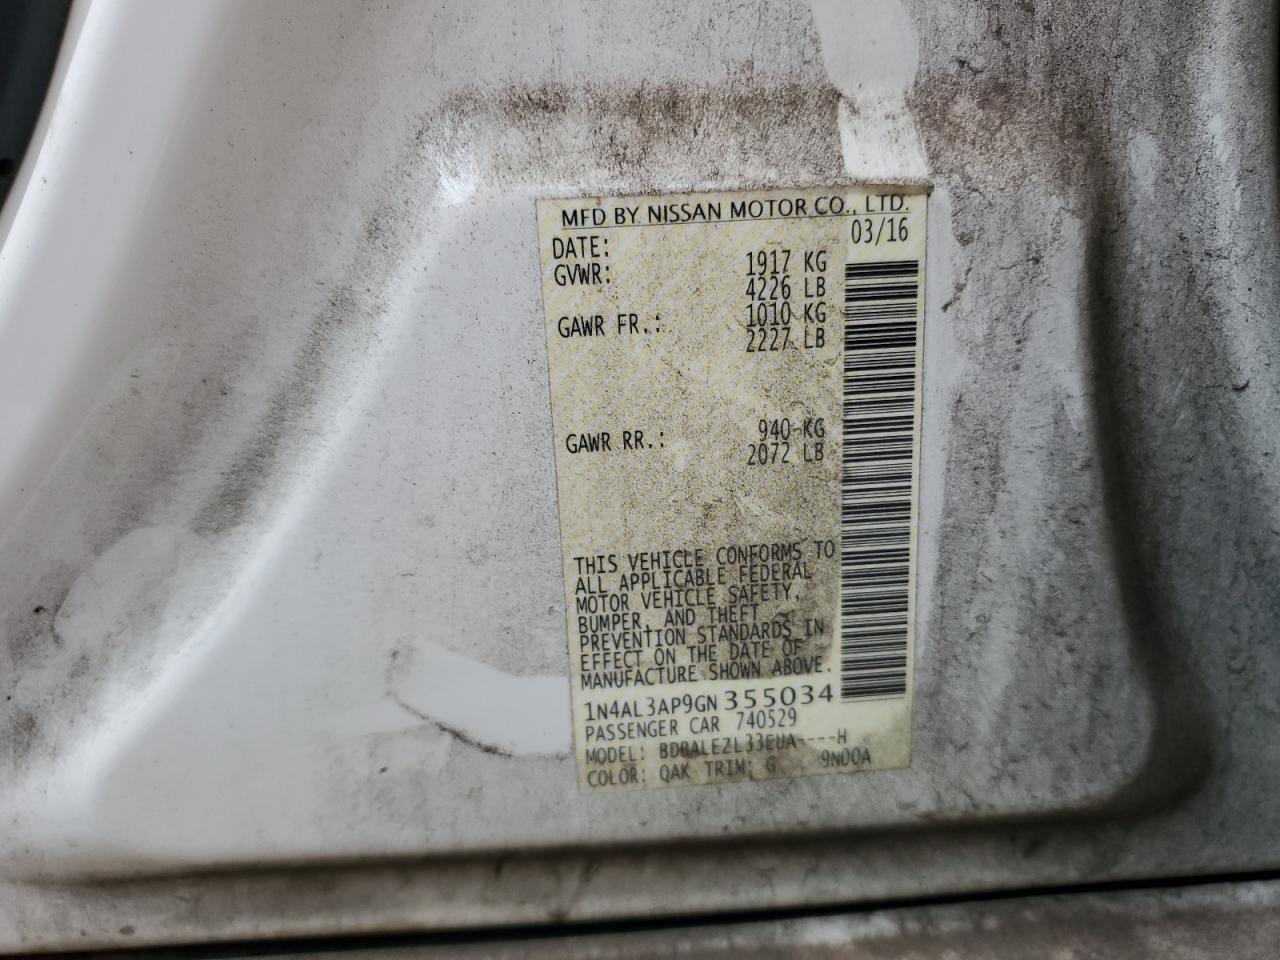 MFD BY NISSAN MOTOR CO., LTD.
DATE: 03/16
GVWR: 1917 KG
4226 LB
GAWR FR.: 1010 KG
2227 LB
GAWR RR.: 940 KG
2072 LB
THIS VEHICLE CONFORMS TO
ALL APPLICABLE FEDERAL
MOTOR VEHICLE SAFETY,
BUMPER, AND THEFT
PREVENTION STANDARDS IN
EFFECT ON THE DATE OF
MANUFACTURE SHOWN ABOVE.
1N4AL3AP9GN355034
PASSENGER CAR 740529
MODEL: BDBALEZL33EUA----H
COLOR: QAK TRIM: G 9N00A